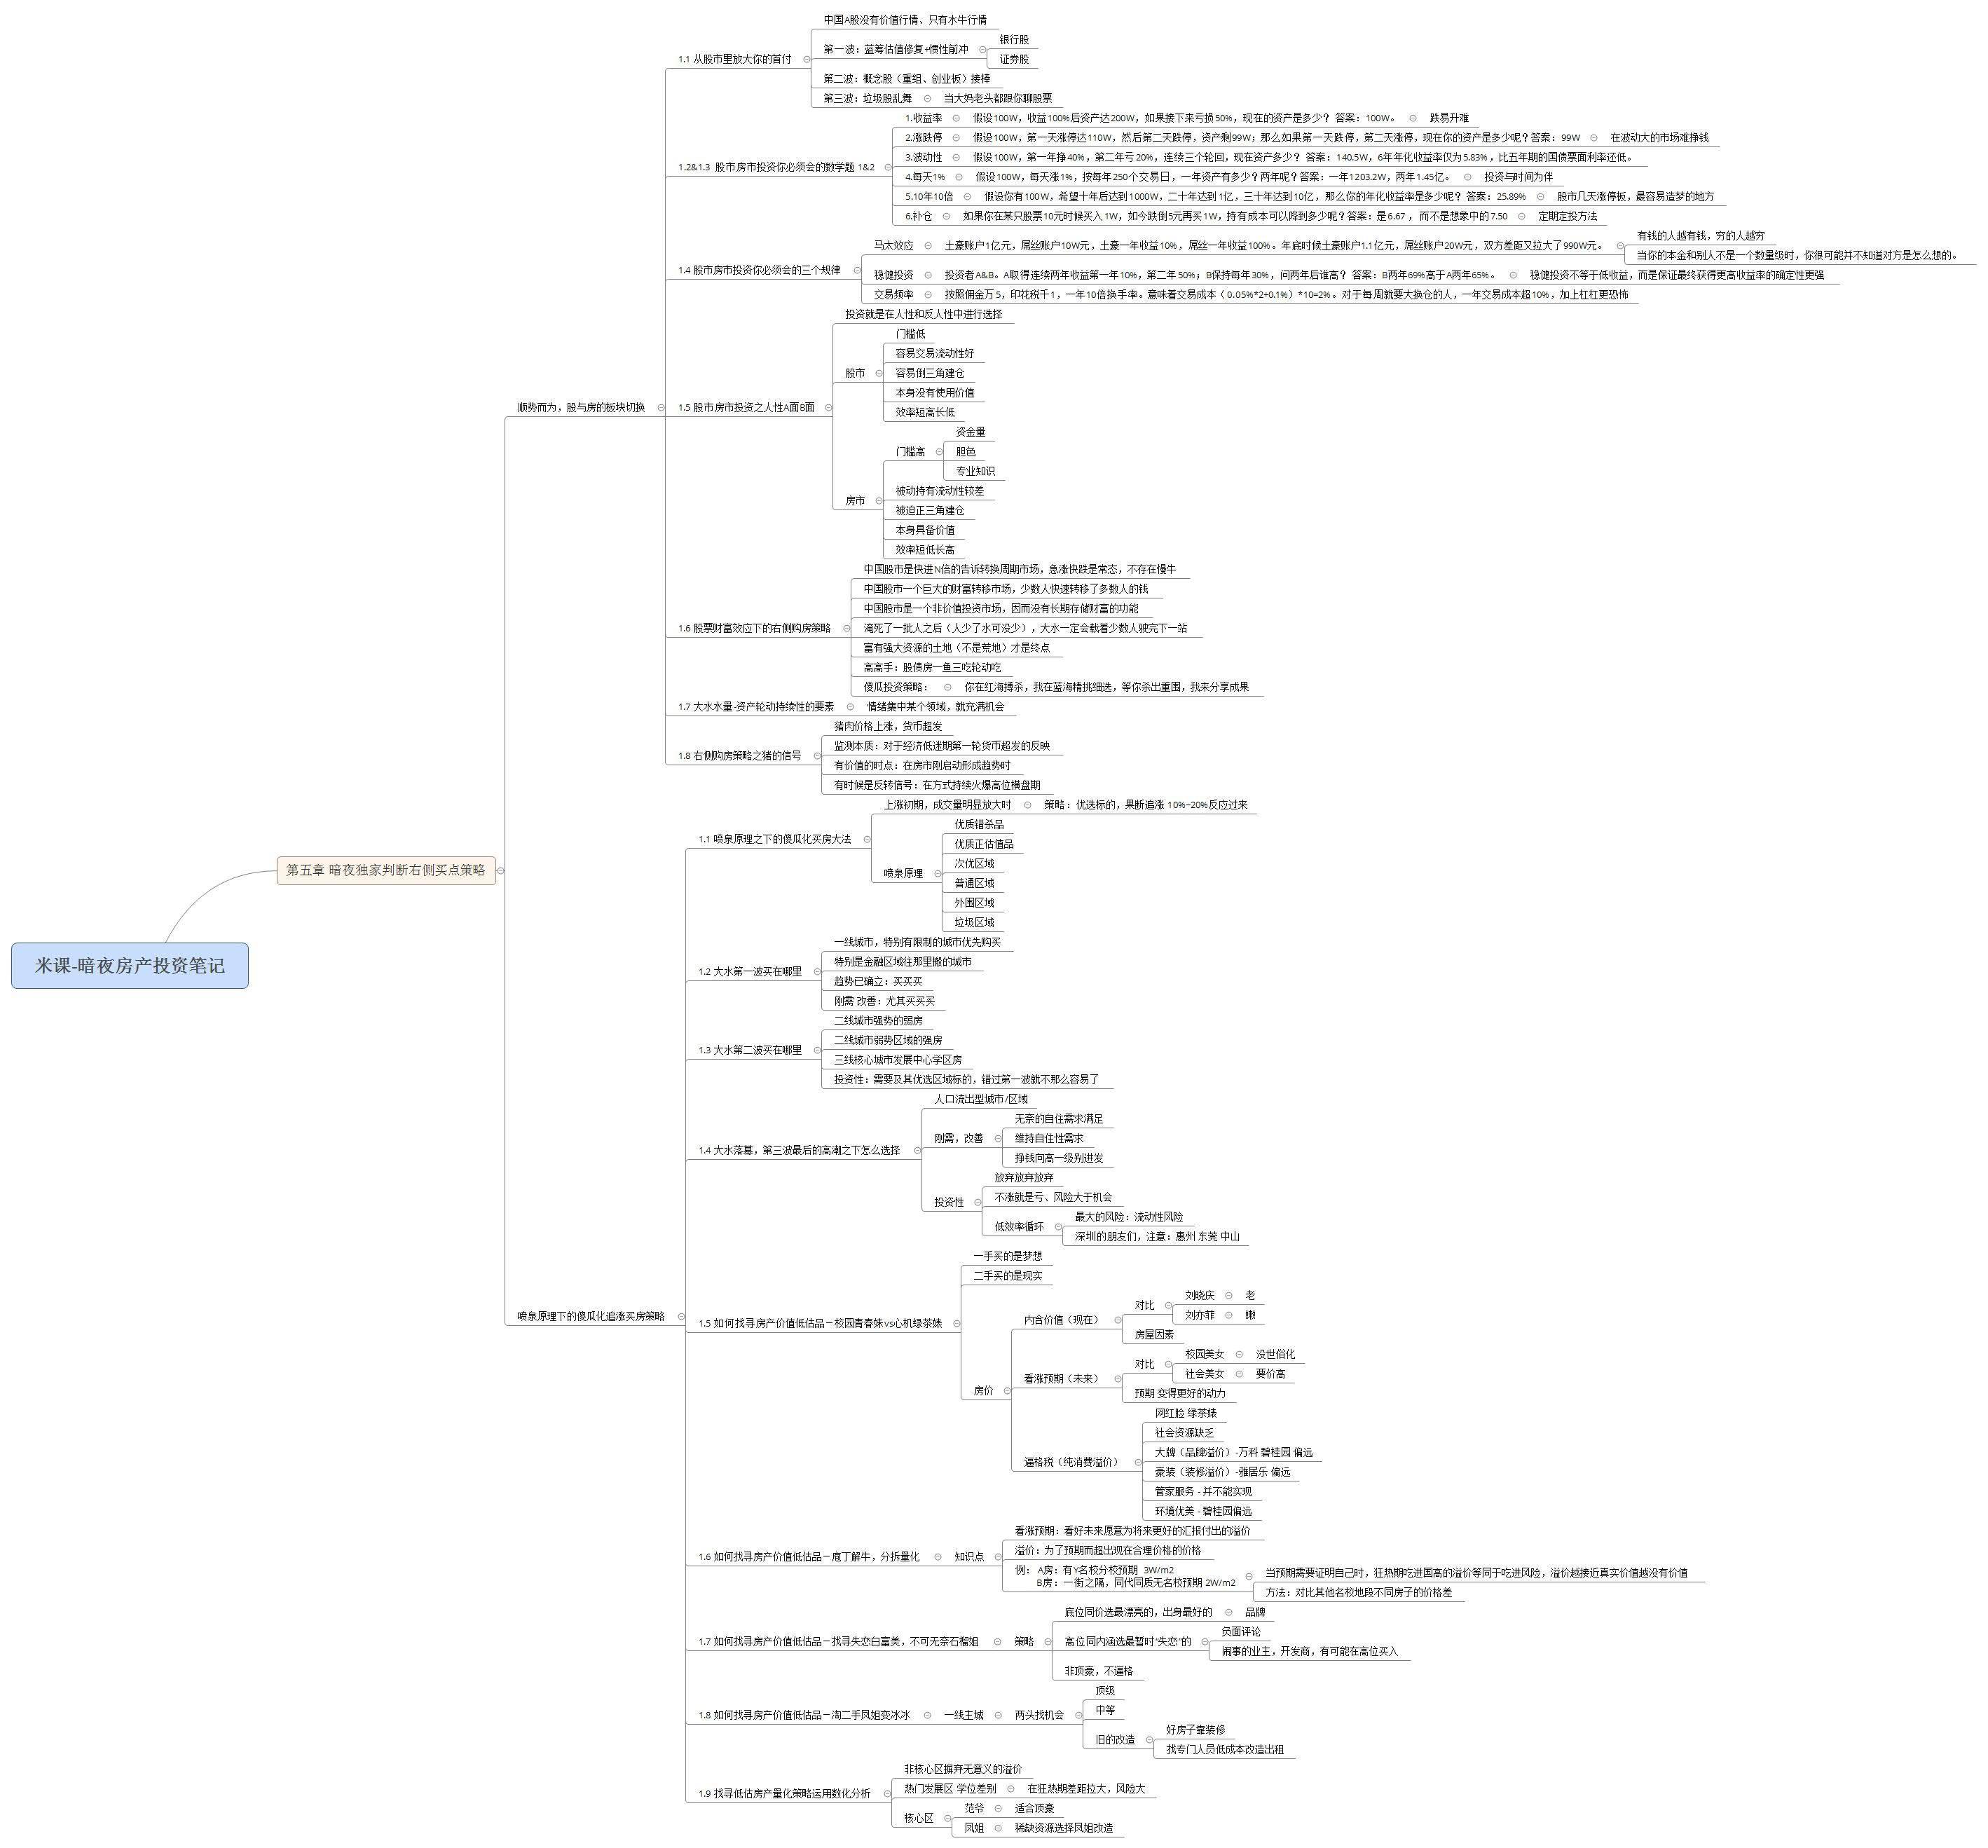 米课-暗夜房产投资笔记
第五章 暗夜独家判断右侧买点策略
顺势而为，股与房的板块切换
1.1 从股市里放大你的首付
中国A股没有价值行情、只有水牛行情
第一波：蓝筹估值修复+惯性前冲
银行股
证券股
第二波：概念股（重组、创业板）接棒
第三波：垃圾股乱舞
当大妈老头都跟你聊股票
1.2&1.3 股市房市投资你必须会的数学题 1&2
1.收益率
假设100W，收益100%后资产达200W，如果接下来亏损50%，现在的资产是多少？ 答案：100W。
跌易升难
2.涨跌停
假设100W，第一天涨停达110W，然后第二天跌停，资产剩99W；那么如果第一天跌停，第二天涨停，现在你的资产是多少呢？答案：99W
在波动大的市场难挣钱
3.波动性
假设100W，第一年挣40%，第二年亏20%，连续三个轮回，现在资产多少？ 答案：140.5W，6年年化收益率仅为5.83%，比五年期的国债票面利率还低。
4.每天1%
假设100W，每天涨1%，按每年250个交易日，一年资产有多少？两年呢？答案：一年1203.2W，两年1.45亿。
投资与时间为伴
5.10年10倍
假设你有100W，希望十年后达到1000W，二十年达到1亿，三十年达到10亿，那么你的年化收益率是多少呢？ 答案：25.89%
股市几天涨停板，最容易造梦的地方
6.补仓
如果你在某只股票10元时候买入1W，如今跌倒5元再买1W，持有成本可以降到多少呢？答案：是6.67 ，而不是想象中的7.50
定期定投方法
1.4 股市房市投资你必须会的三个规律
马太效应
土豪账户1亿元，屌丝账户10W元，土豪一年收益10%，屌丝一年收益100%。年底时候土豪账户1.1亿元，屌丝账户20W元，双方差距又拉大了990W元。
有钱的人越有钱，穷的人越穷
当你的本金和别人不是一个数量级时，你很可能并不知道对方是怎么想的。
稳健投资
投资者A&B。A取得连续两年收益第一年10%，第二年50%；B保持每年30%，问两年后谁高？ 答案：B两年69%高于A两年65%。
稳健投资不等于低收益，而是保证最终获得更高收益率的确定性更强
交易频率
按照佣金万5，印花税千1，一年10倍换手率。意味着交易成本（0.05%*2+0.1%）*10=2%。对于每周就要大换仓的人，一年交易成本超10%，加上杠杠更恐怖
1.5 股市房市投资之人性A面B面
投资就是在人性和反人性中进行选择
股市
门槛低
容易交易流动性好
容易倒三角建仓
本身没有使用价值
效率短高长低
房市
门槛高
资金量
胆色
专业知识
被动持有流动性较差
被迫正三角建仓
本身具备价值
效率短低长高
1.6 股票财富效应下的右侧购房策略
中国股市是快进N倍的告诉转换周期市场，急涨快跌是常态，不存在慢牛
中国股市一个巨大的财富转移市场，少数人快速转移了多数人的钱
中国股市是一个非价值投资市场，因而没有长期存储财富的功能
淹死了一批人之后（人少了水可没少），大水一定会载着少数人驶完下一站
富有强大资源的土地（不是荒地）才是终点
高高手：股债房一鱼三吃轮动吃
傻瓜投资策略：
你在红海搏杀，我在蓝海精挑细选，等你杀出重围，我来分享成果
1.7 大水水量-资产轮动持续性的要素
情绪集中某个领域，就充满机会
1.8 右侧购房策略之猪的信号
猪肉价格上涨，货币超发
监测本质：对于经济低迷期第一轮货币超发的反映
有价值的时点：在房市刚启动形成趋势时
有时候是反转信号：在方式持续火爆高位横盘期
喷泉原理下的傻瓜化追涨买房策略
1.1 喷泉原理之下的傻瓜化买房大法
上涨初期，成交量明显放大时
策略：优选标的，果断追涨 10%~20%反应过来
喷泉原理
优质错杀品
优质正估值品
次优区域
普通区域
外围区域
垃圾区域
1.2 大水第一波买在哪里
一线城市，特别有限制的城市优先购买
特别是金融区域往那里搬的城市
趋势已确立：买买买
刚需 改善：尤其买买买
1.3 大水第二波买在哪里
二线城市强势的弱房
二线城市弱势区域的强房
三线核心城市发展中心学区房
投资性：需要及其优选区域标的，错过第一波就不那么容易了
1.4 大水落墓，第三波最后的高潮之下怎么选择
人口流出型城市/区域
刚需，改善
无奈的自住需求满足
维持自住性需求
挣钱向高一级别进发
投资性
放弃放弃放弃
不涨就是亏、风险大于机会
低效率循环
最大的风险：流动性风险
深圳的朋友们，注意：惠州 东莞 中山
1.5 如何找寻房产价值低估品－校园青春妹vs心机绿茶婊
一手买的是梦想
二手买的是现实
房价
内含价值（现在）
对比
刘晓庆
老
刘亦菲
嫩
房屋因素
看涨预期（未来）
对比
校园美女
没世俗化
社会美女
要价高
预期 变得更好的动力
逼格税（纯消费溢价）
网红脸 绿茶婊
社会资源缺乏
大牌（品牌溢价）-万科 碧桂园 偏远
豪装（装修溢价）-雅居乐 偏远
管家服务 - 并不能实现
环境优美 - 碧桂园偏远
1.6 如何找寻房产价值低估品－庖丁解牛，分拆量化
知识点
看涨预期：看好未来愿意为将来更好的汇报付出的溢价
溢价：为了预期而超出现在合理价格的价格
例： A房：有Y名校分校预期 3W/m2
B房：一街之隔，同代同质无名校预期 2W/m2
当预期需要证明自己时，狂热期吃进国高的溢价等同于吃进风险，溢价越接近真实价值越没有价值
方法：对比其他名校地段不同房子的价格差
1.7 如何找寻房产价值低估品－找寻失恋白富美，不可无奈石榴姐
策略
底位同价选最漂亮的，出身最好的
品牌
高位同内涵选最暂时“失恋”的
负面评论
闹事的业主，开发商，有可能在高位买入
非顶豪，不逼格
1.8 如何找寻房产价值低估品－淘二手凤姐变冰冰
一线主城
两头找机会
顶级
中等
旧的改造
好房子靠装修
找专门人员低成本改造出租
1.9 找寻低估房产量化策略运用数化分析
非核心区摒弃无意义的溢价
热门发展区 学位差别
在狂热期差距拉大，风险大
核心区
范爷
适合顶豪
凤姐
稀缺资源选择凤姐改造